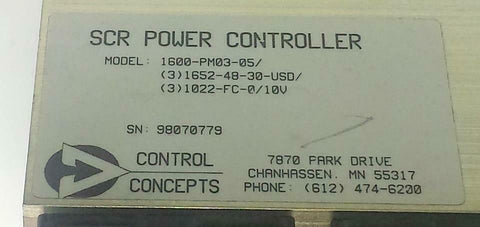 SCR POWER CONTROLLER
MODEL: 1600-PM03-05/
(3)1652-48-30-USD/
(3)1022-FC-0/10V
SN: 98070779
CONTROL
CONCEPTS
7870 PARK DRIVE
CHANHASSEN, MN 55317
PHONE: (612) 474-6200